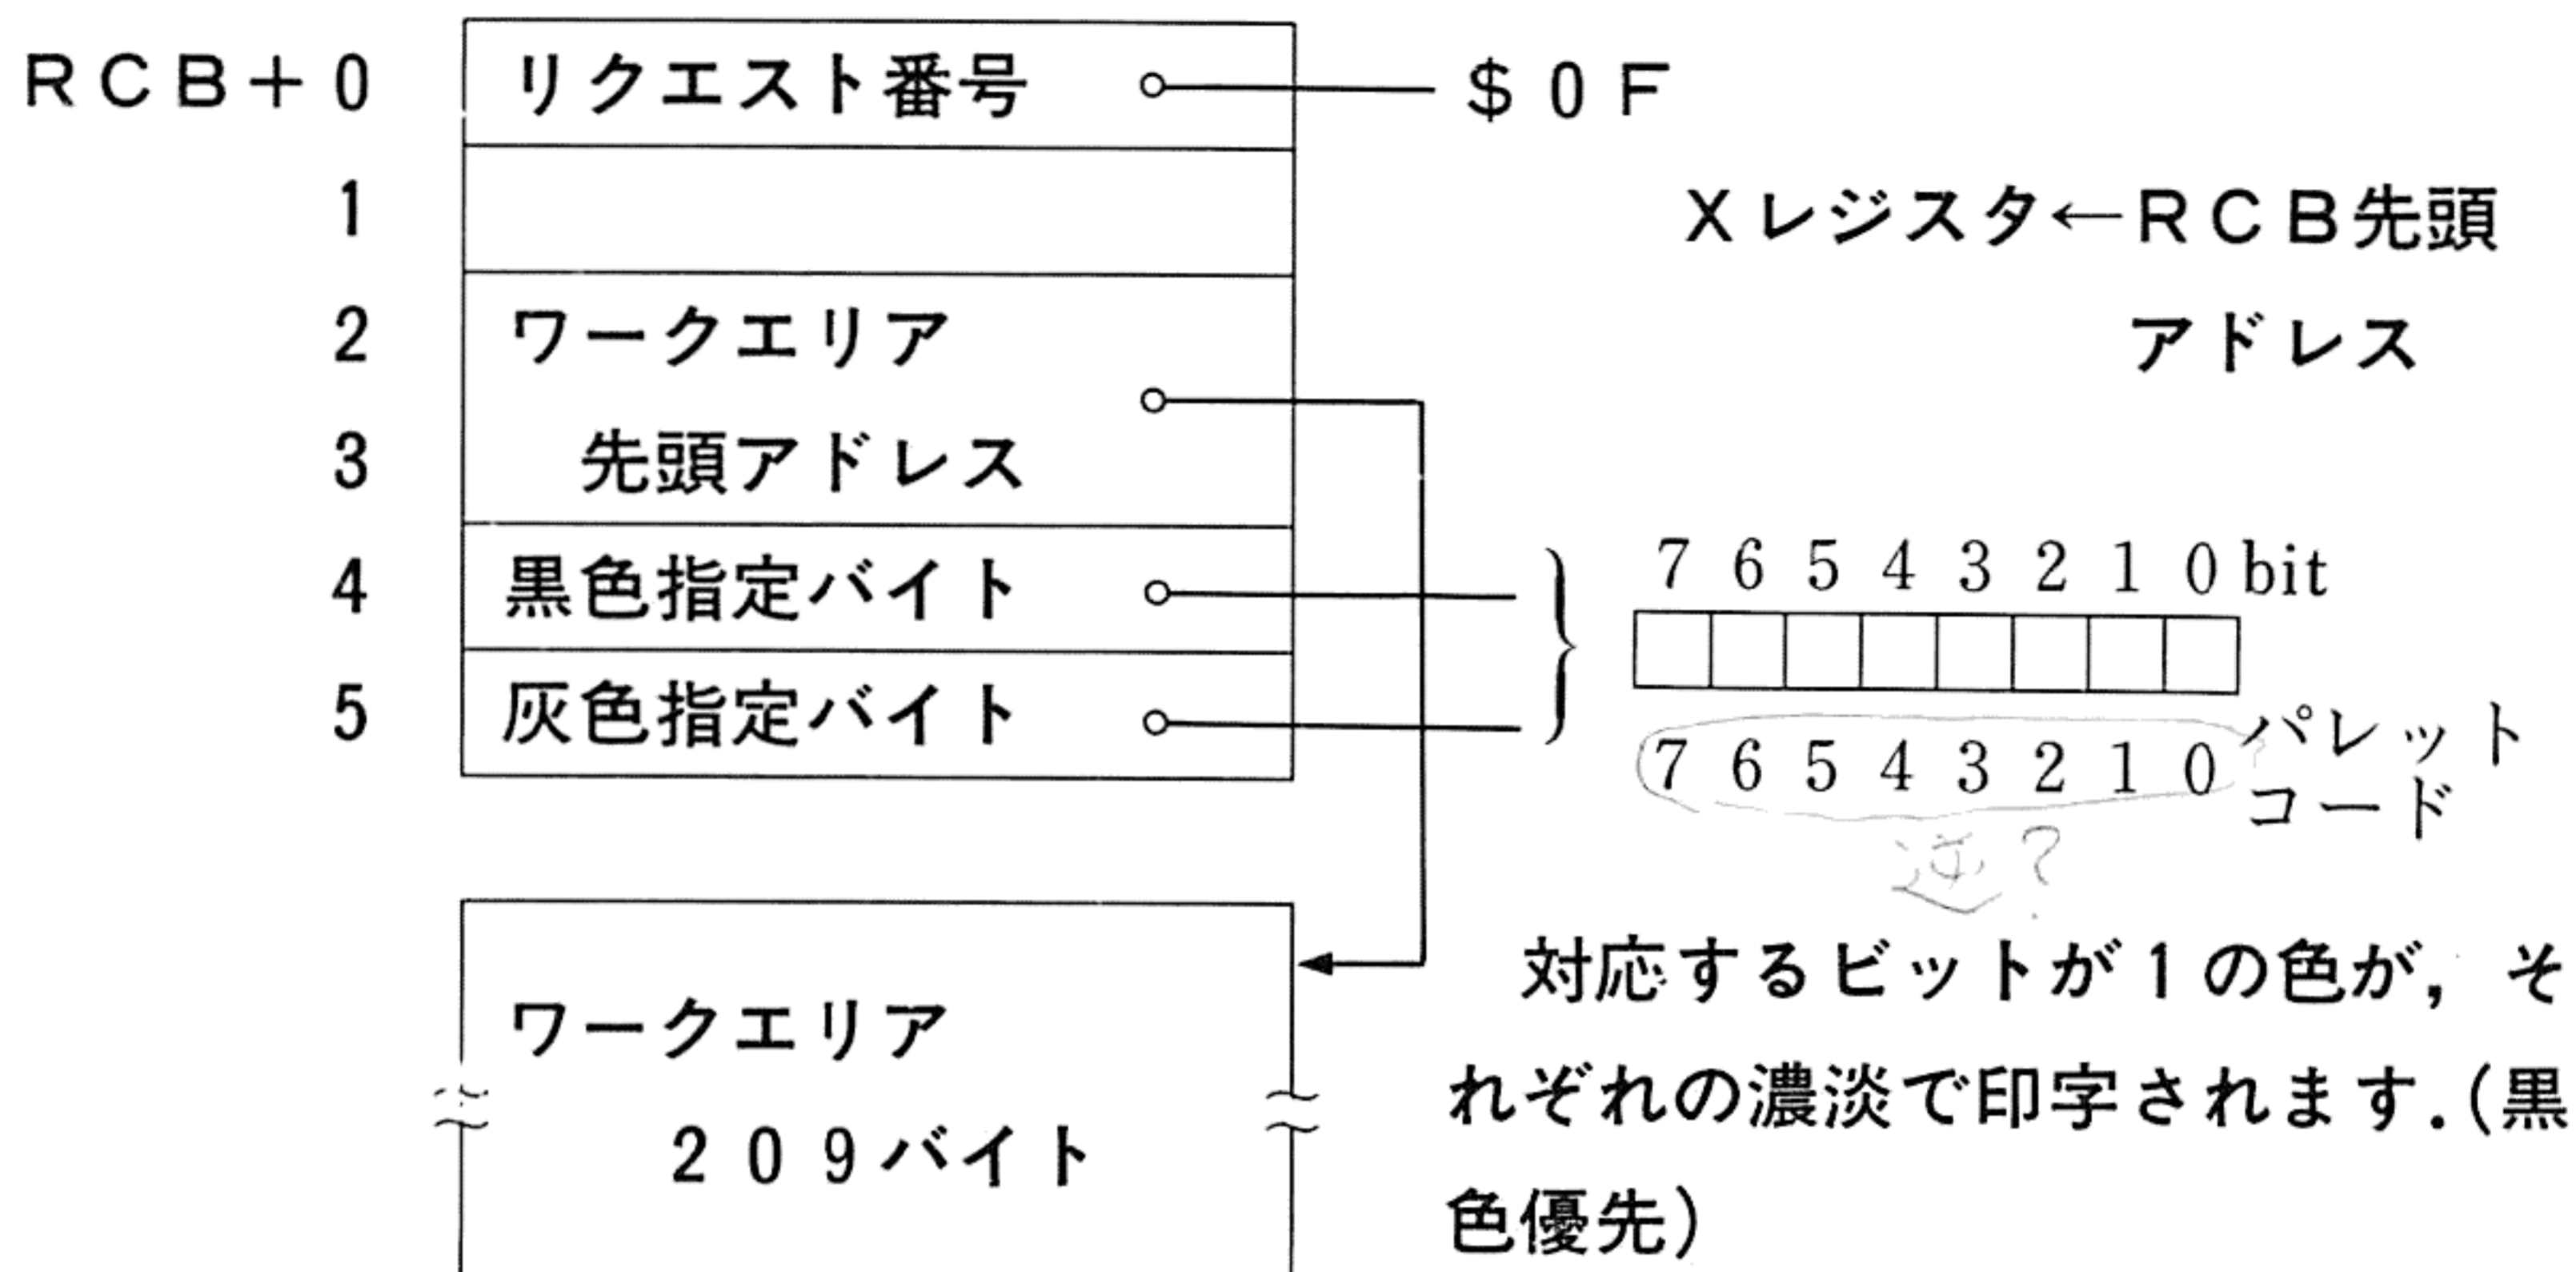 RCB+0 リクエスト番号 $0F
1
Xレジスタ←RCB先頭
アドレス
2 ワークエリア
3 先頭アドレス
4 黒色指定バイト
5 灰色指定バイト
7 6 5 4 3 2 1 0 bit
7 6 5 4 3 2 1 0 パレット
コード
逆?
ワークエリア
209バイト
対応するビットが1の色が,そ
れぞれの濃淡で印字されます.(黒
色優先)